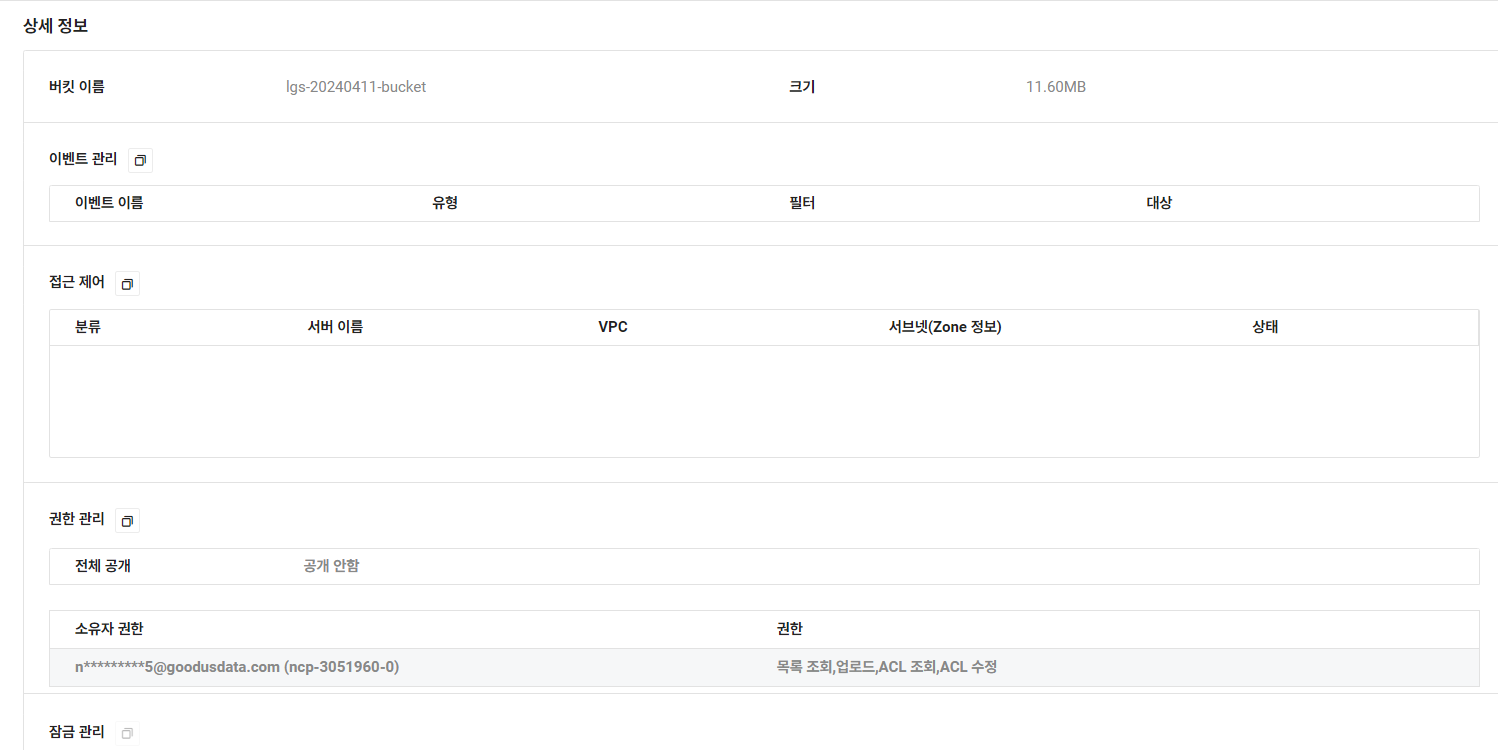 상세 정보
버킷 이름 lgs-20240411-bucket 크기 11.60MB
이벤트 관리
이벤트 이름 유형 필터 대상
접근 제어
분류 서버 이름 VPC 서브넷(Zone 정보) 상태
권한 관리
전체 공개 공개 안함
소유자 권한 권한
n*********5@goodusdata.com (ncp-3051960-0) 목록 조회,업로드,ACL 조회,ACL 수정
잠금 관리